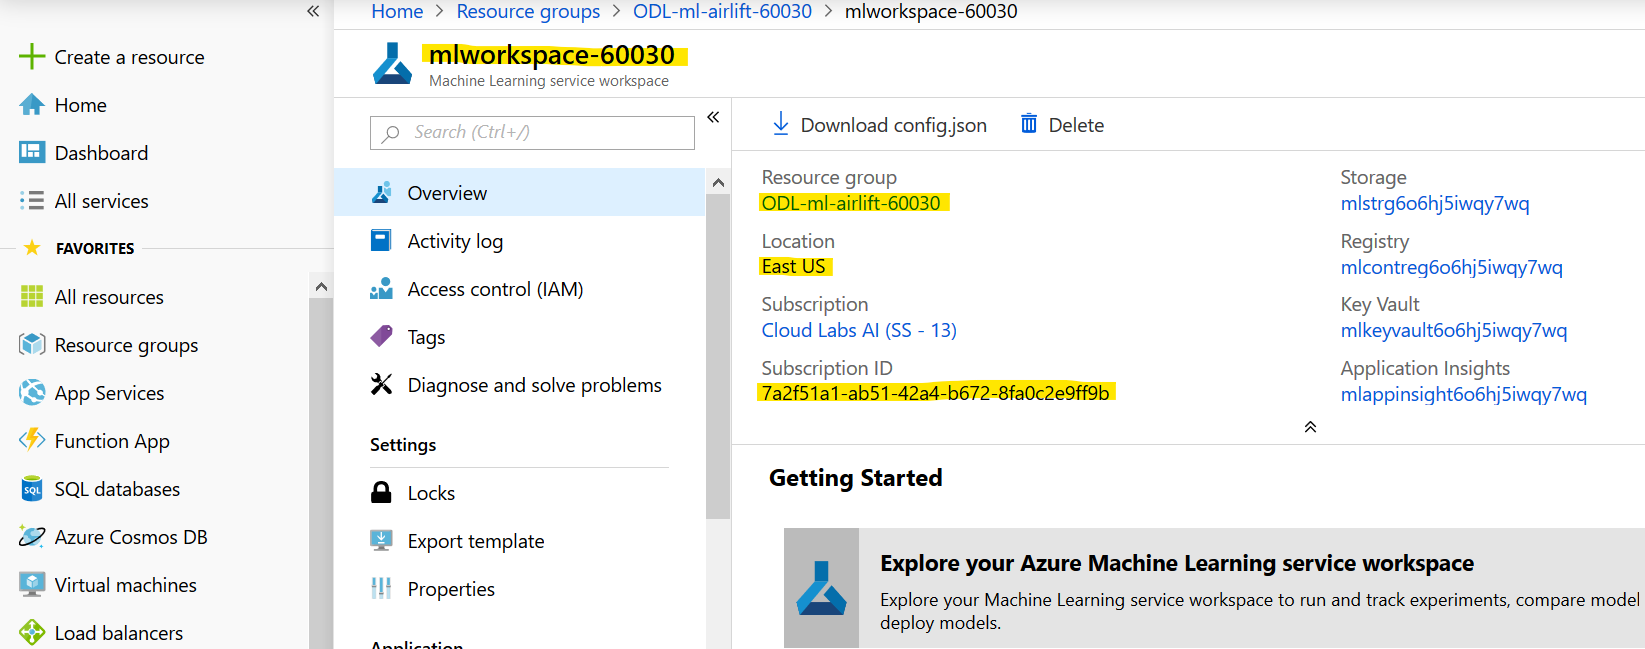 Home > Resource groups > ODL-ml-airlift-60030 > mlworkspace-60030
Create a resource
Home
Dashboard
All services
FAVORITES
All resources
Resource groups
App Services
Function App
SQL
SQL databases
Azure Cosmos DB
Virtual machines
Load balancers
mlworkspace-60030
Machine Learning service workspace
Search (Ctrl+/)
Overview
Activity log
Access control (IAM)
Tags
Diagnose and solve problems
Settings
Locks
Export template
Properties
Application
Download config.json
Delete
Resource group
ODL-ml-airlift-60030
Location
East US
Subscription
Cloud Labs AI (SS - 13)
Subscription ID
7a2f51a1-ab51-42a4-b672-8fa0c2e9ff9b
Storage
mlstrg6o6hj5iwqy7wq
Registry
mlcontreg6o6hj5iwqy7wq
Key Vault
mlkeyvault6o6hj5iwqy7wq
Application Insights
mlappinsight6o6hj5iwqy7wq
Getting Started
Explore your Azure Machine Learning service workspace
Explore your Machine Learning service workspace to run and track experiments, compare model
deploy models.